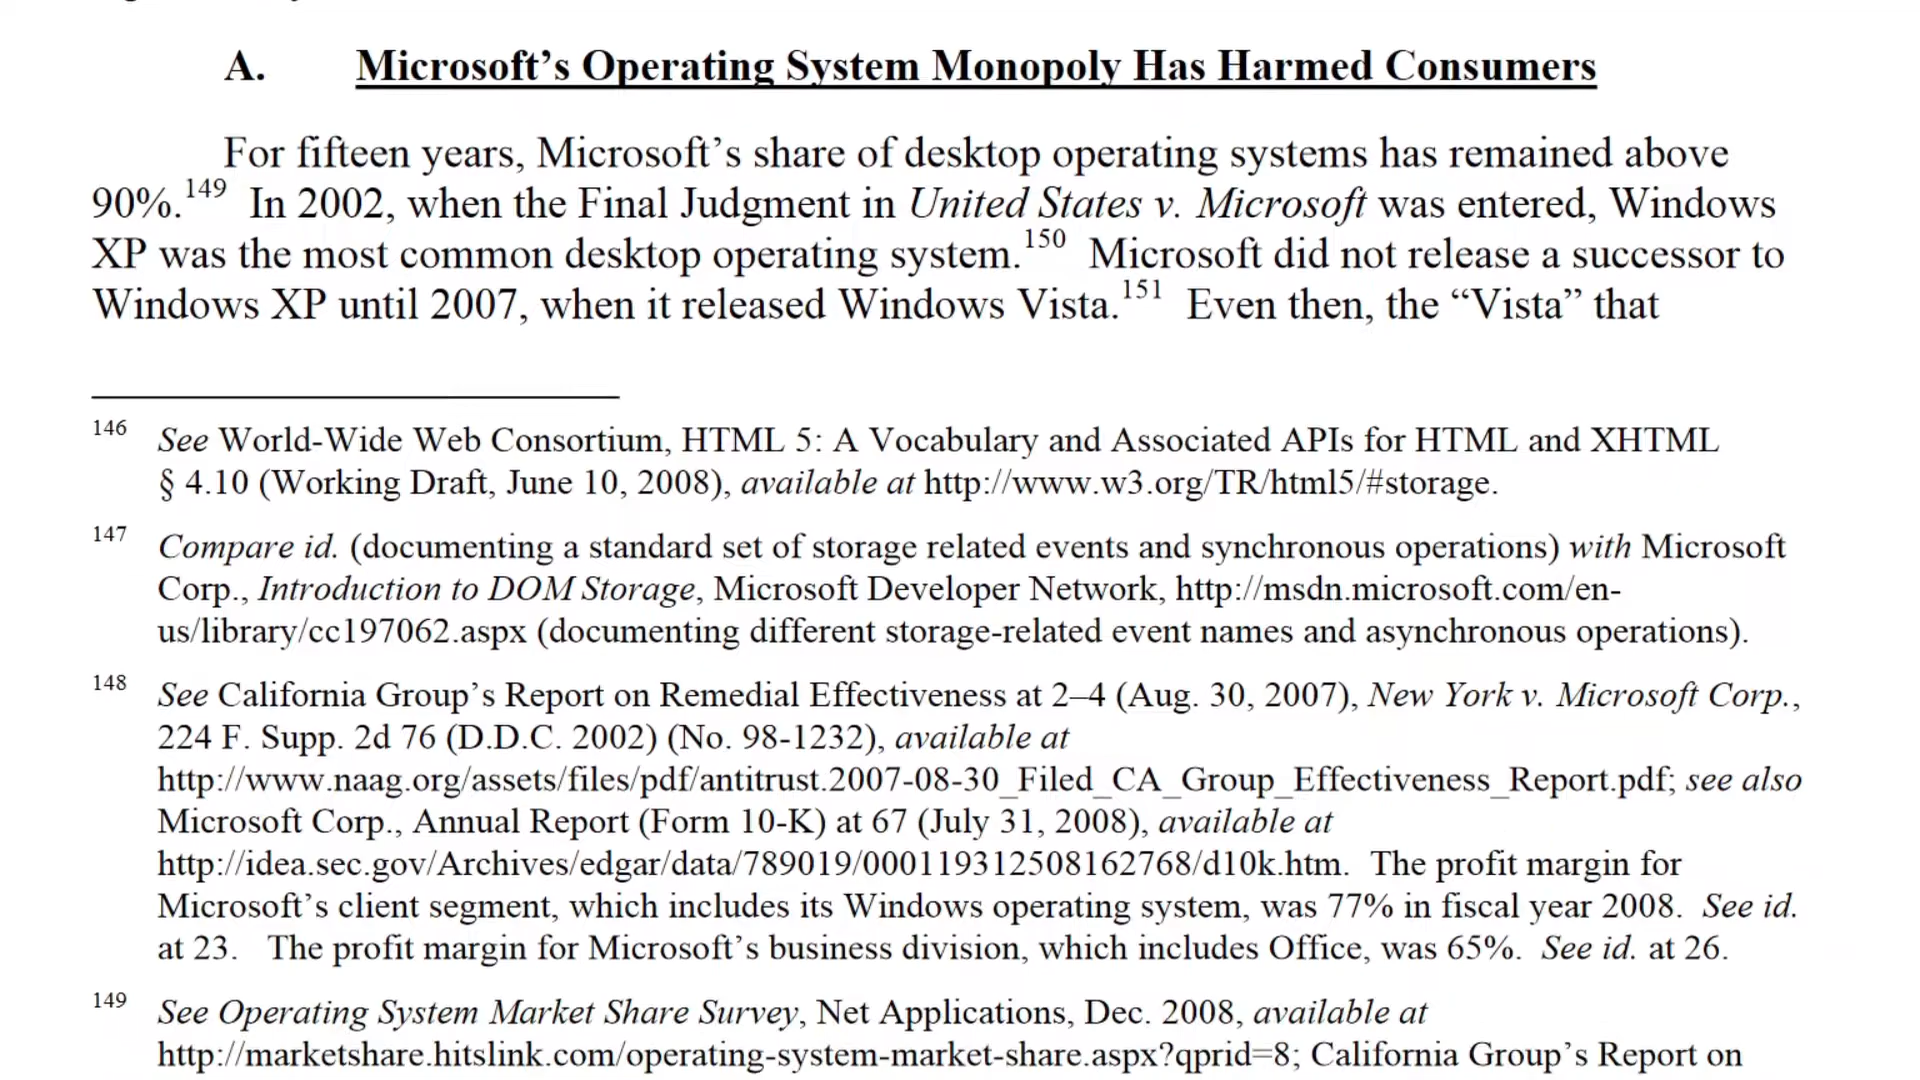 A. Microsoft’s Operating System Monopoly Has Harmed Consumers
For fifteen years, Microsoft’s share of desktop operating systems has remained above
90%.149 In 2002, when the Final Judgment in United States v. Microsoft was entered, Windows
XP was the most common desktop operating system.150 Microsoft did not release a successor to
Windows XP until 2007, when it released Windows Vista.151 Even then, the “Vista” that
146 See World-Wide Web Consortium, HTML 5: A Vocabulary and Associated APIs for HTML and XHTML
§ 4.10 (Working Draft, June 10, 2008), available at http://www.w3.org/TR/html5/#storage.
147 Compare id. (documenting a standard set of storage related events and synchronous operations) with Microsoft
Corp., Introduction to DOM Storage, Microsoft Developer Network, http://msdn.microsoft.com/en-
us/library/cc197062.aspx (documenting different storage-related event names and asynchronous operations).
148 See California Group’s Report on Remedial Effectiveness at 2–4 (Aug. 30, 2007), New York v. Microsoft Corp.,
224 F. Supp. 2d 76 (D.D.C. 2002) (No. 98-1232), available at
http://www.naag.org/assets/files/pdf/antitrust.2007-08-30_Filed_CA_Group_Effectiveness_Report.pdf; see also
Microsoft Corp., Annual Report (Form 10-K) at 67 (July 31, 2008), available at
http://idea.sec.gov/Archives/edgar/data/789019/000119312508162768/d10k.htm. The profit margin for
Microsoft’s client segment, which includes its Windows operating system, was 77% in fiscal year 2008. See id.
at 23. The profit margin for Microsoft’s business division, which includes Office, was 65%. See id. at 26.
149 See Operating System Market Share Survey, Net Applications, Dec. 2008, available at
http://marketshare.hitslink.com/operating-system-market-share.aspx?qprid=8; California Group’s Report on